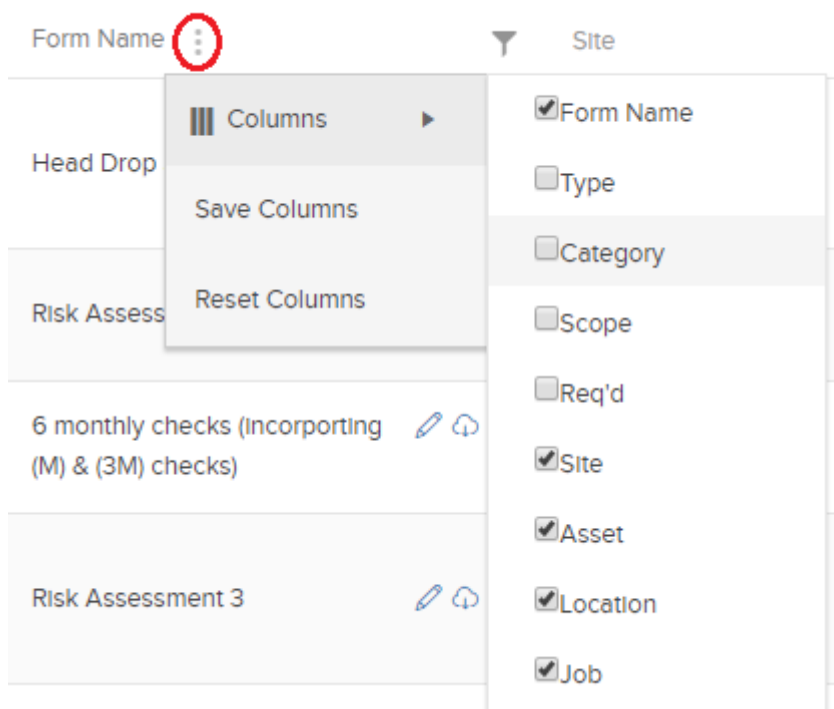 Form Name
Site
Columns
Save Columns
Reset Columns
Form Name
Type
Category
Scope
Req'd
Site
Asset
Location
Job
Head Drop
Risk Assess
6 monthly checks (incorporting
(M) & (3M) checks)
Risk Assessment 3